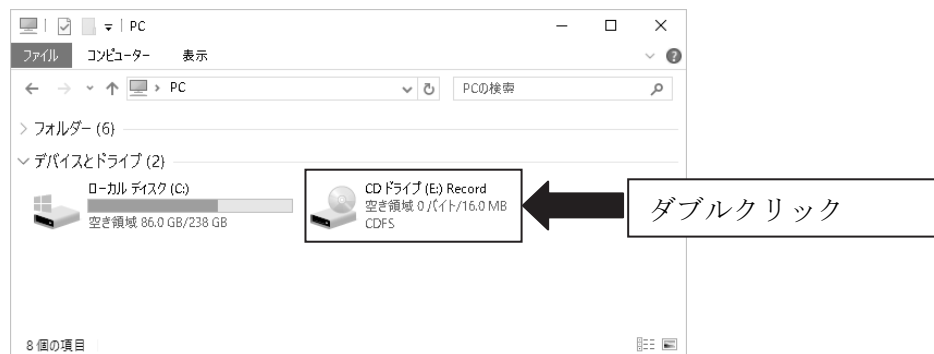 PC
ファイル コンピューター 表示
PC PCの検索
フォルダー (6)
デバイスとドライブ (2)
ローカル ディスク (C:)
空き領域 86.0 GB/238 GB
CD ドライブ (E:) Record
空き領域 0 バイト/16.0 MB
CDFS
ダブルクリック
8 個の項目